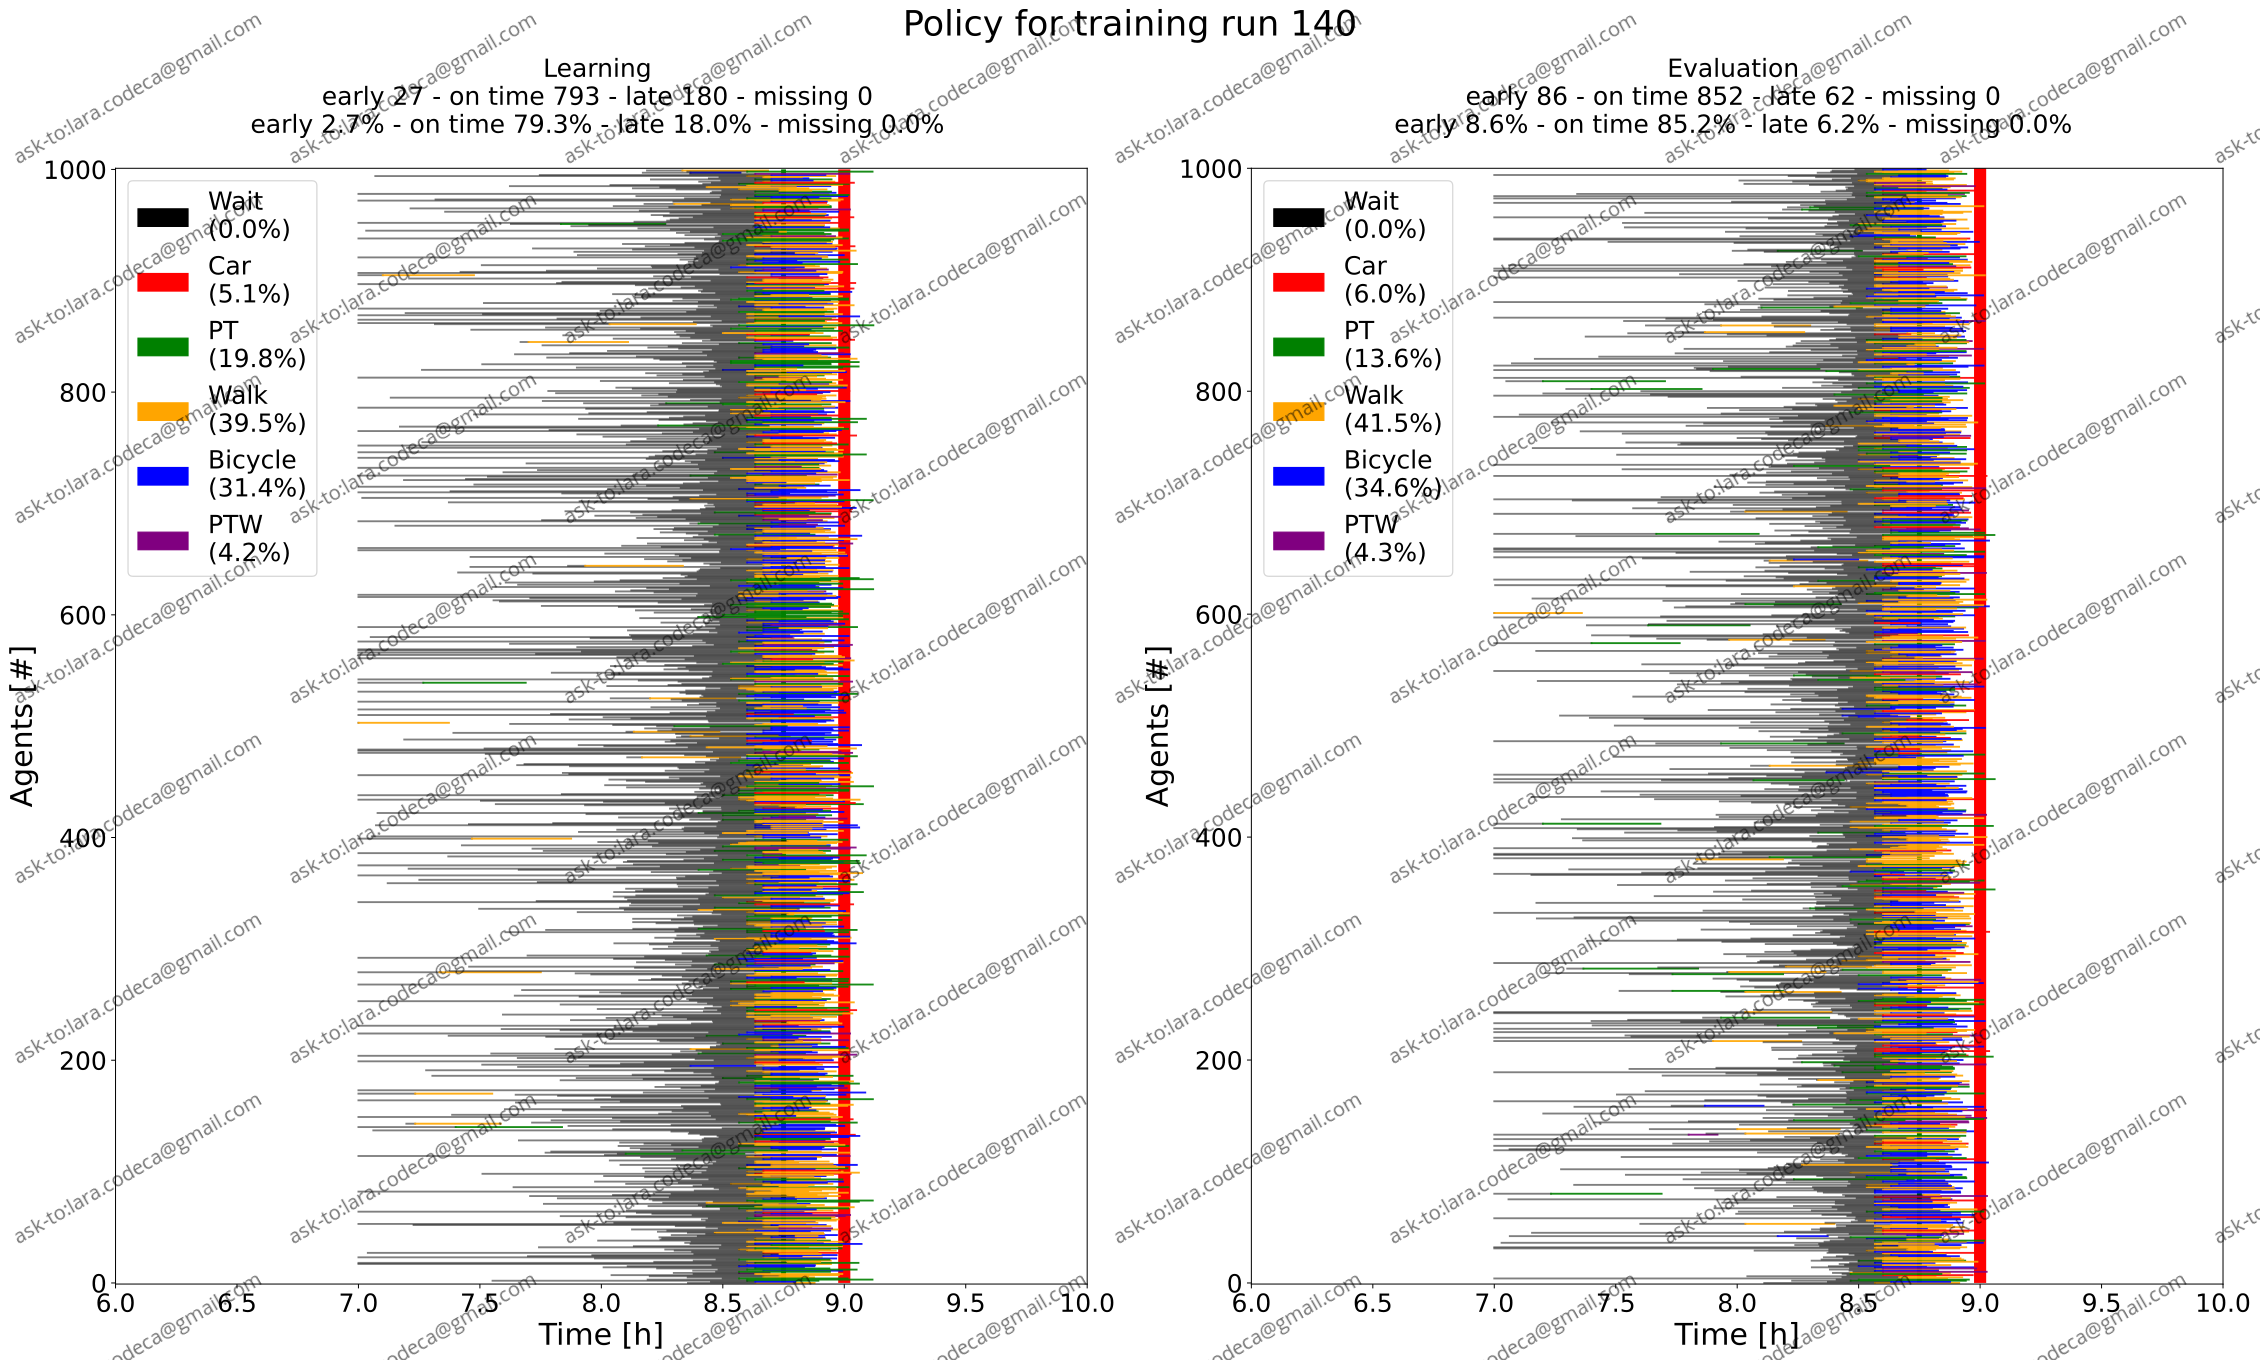 Policy for training run 140
Learning
early 27 - on time 793 - late 180 - missing 0
early 2.7% - on time 79.3% - late 18.0% - missing 0.0%
Evaluation
early 86 - on time 852 - late 62 - missing 0
early 8.6% - on time 85.2% - late 6.2% - missing 0.0%
Wait
(0.0%)
Car
(5.1%)
PT
(19.8%)
Walk
(39.5%)
Bicycle
(31.4%)
PTW
(4.2%)
1000
800
600
400
200
0
Agents [#]
6.0 6.5 7.0 7.5 8.0 8.5 9.0 9.5 10.0
Time [h]
Wait
(0.0%)
Car
(6.0%)
PT
(13.6%)
Walk
(41.5%)
Bicycle
(34.6%)
PTW
(4.3%)
1000
800
600
400
200
0
Agents [#]
6.0 6.5 7.0 7.5 8.0 8.5 9.0 9.5 10.0
Time [h]
ask-to:lara.codeca@gmail.com